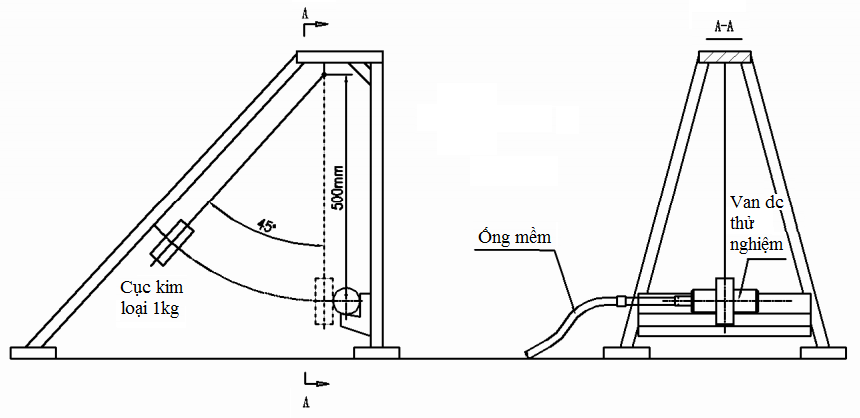 A
A-A
500mm
45°
Cục kim
loại 1kg
Ống mềm
Van đc
thử
nghiệm
A